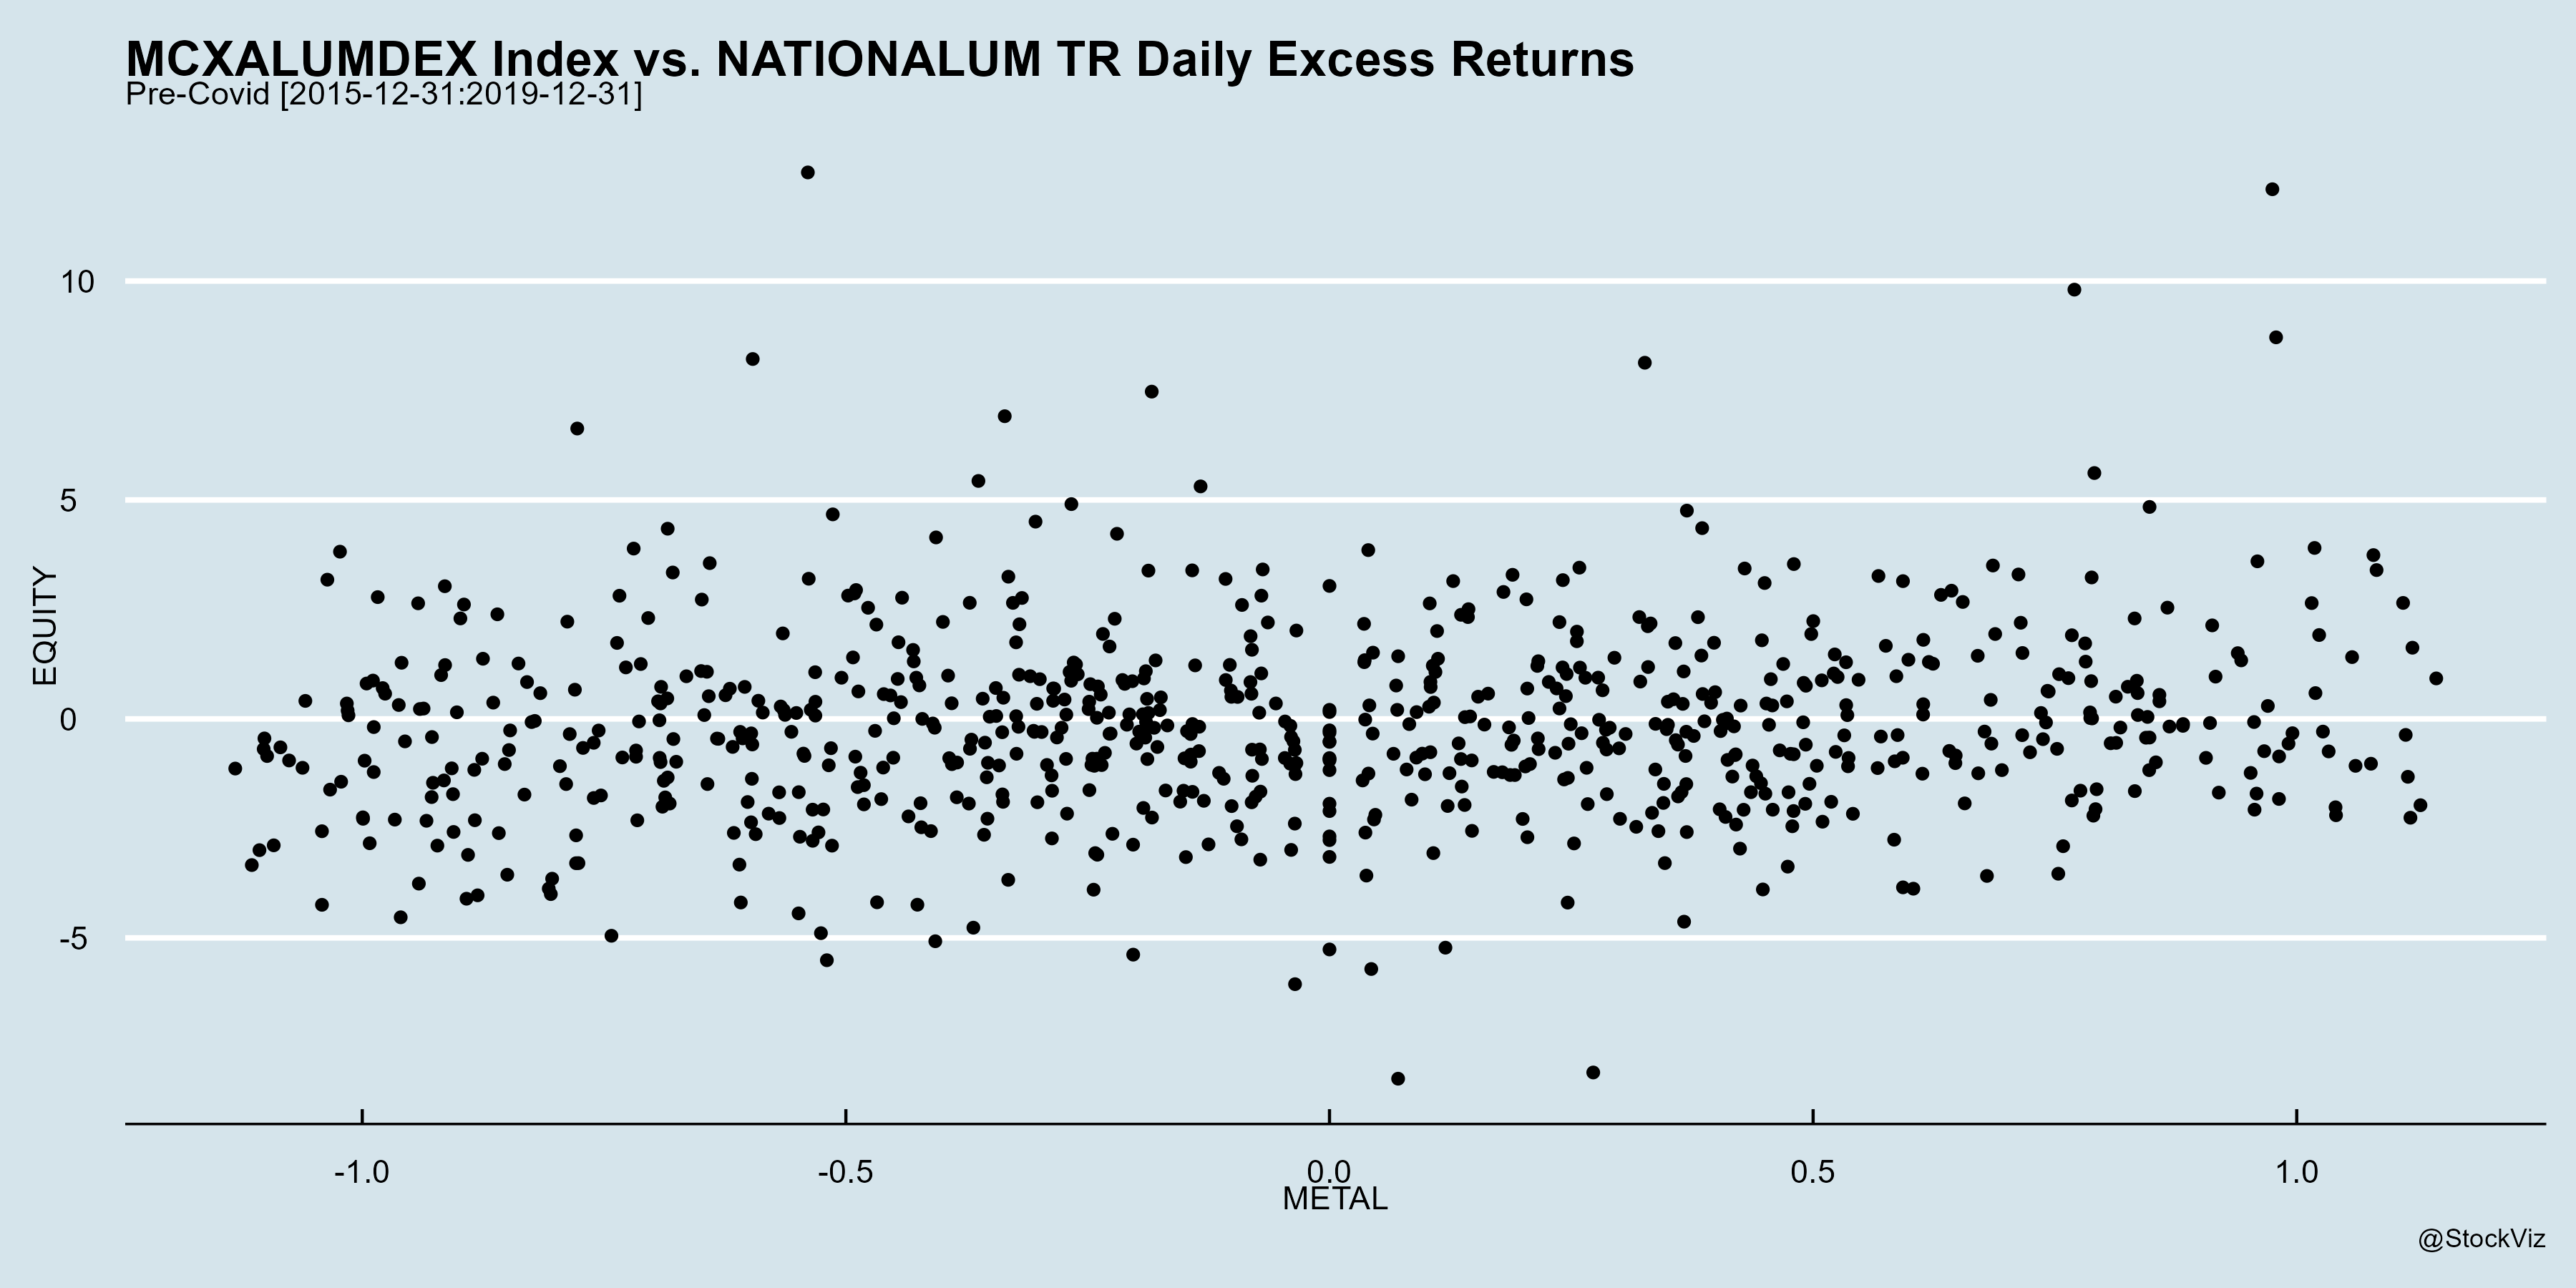 MCXALUMDEX Index vs. NATIONALUM TR Daily Excess Returns
Pre-Covid [2015-12-31:2019-12-31]
10
5
0
-5
EQUITY
-1.0 -0.5 0.0 0.5 1.0
METAL
@StockViz